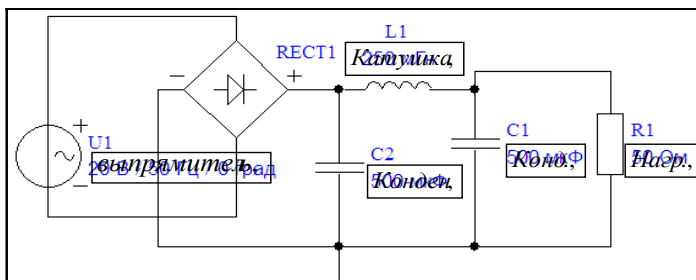 L1
RECT1
Катушка,
− +
+
U1
выпрямитель,
−
C2
Конден,
C1
Конд.,
R1
Нагр.,